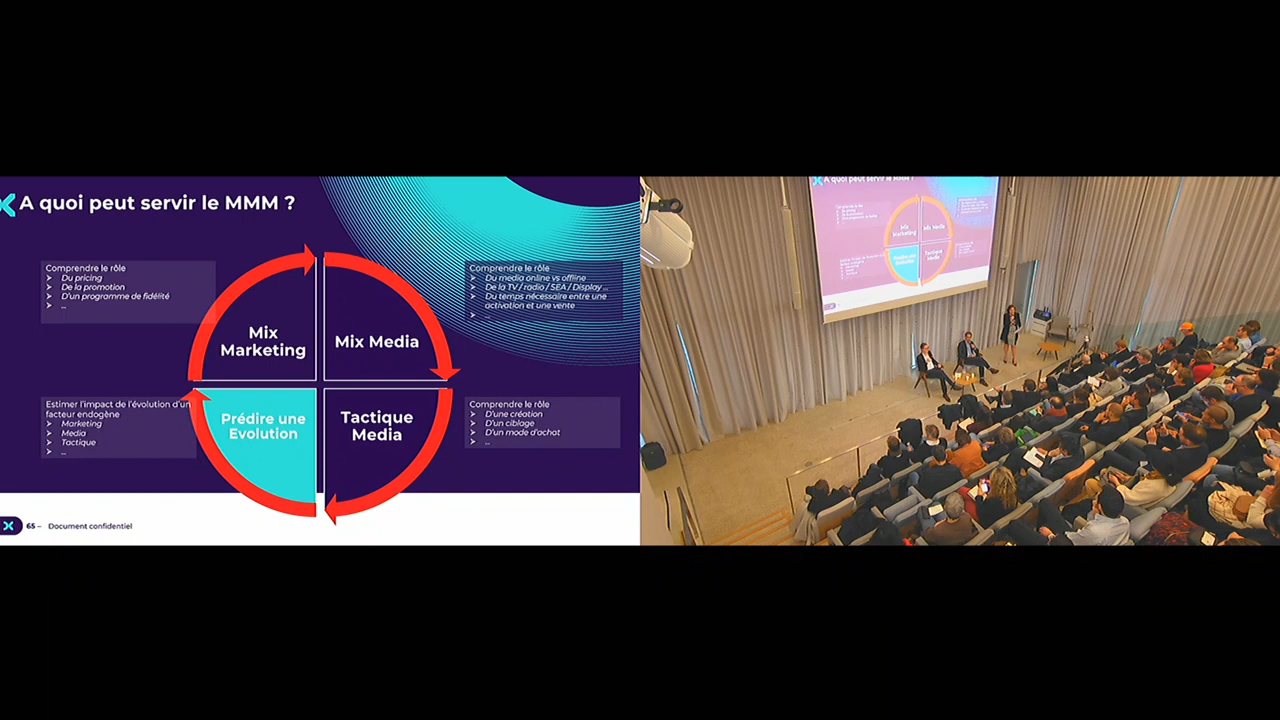 A quoi peut servir le MMM ?
Comprendre le rôle
➤ Du pricing
➤ De la promotion
➤ D'un programme de fidélité
➤ ...
Comprendre le rôle
➤ Du media online vs offline
➤ De la TV / radio / SEA / Display ...
➤ Du temps nécessaire entre une
activation et une vente
➤ ...
Mix
Marketing
Mix Media
Estimer l'impact de l'évolution d'un
facteur endogène
➤ Marketing
➤ Media
➤ Tactique
➤ ...
Prédire une
Evolution
Tactique
Media
Comprendre le rôle
➤ D'une création
➤ D'un ciblage
➤ D'un mode d'achat
➤ ...
65 – Document confidentiel
A quoi peut servir le MMM ?
Mix
Marketing
Mix Media
Prédire une
Evolution
Tactique
Media